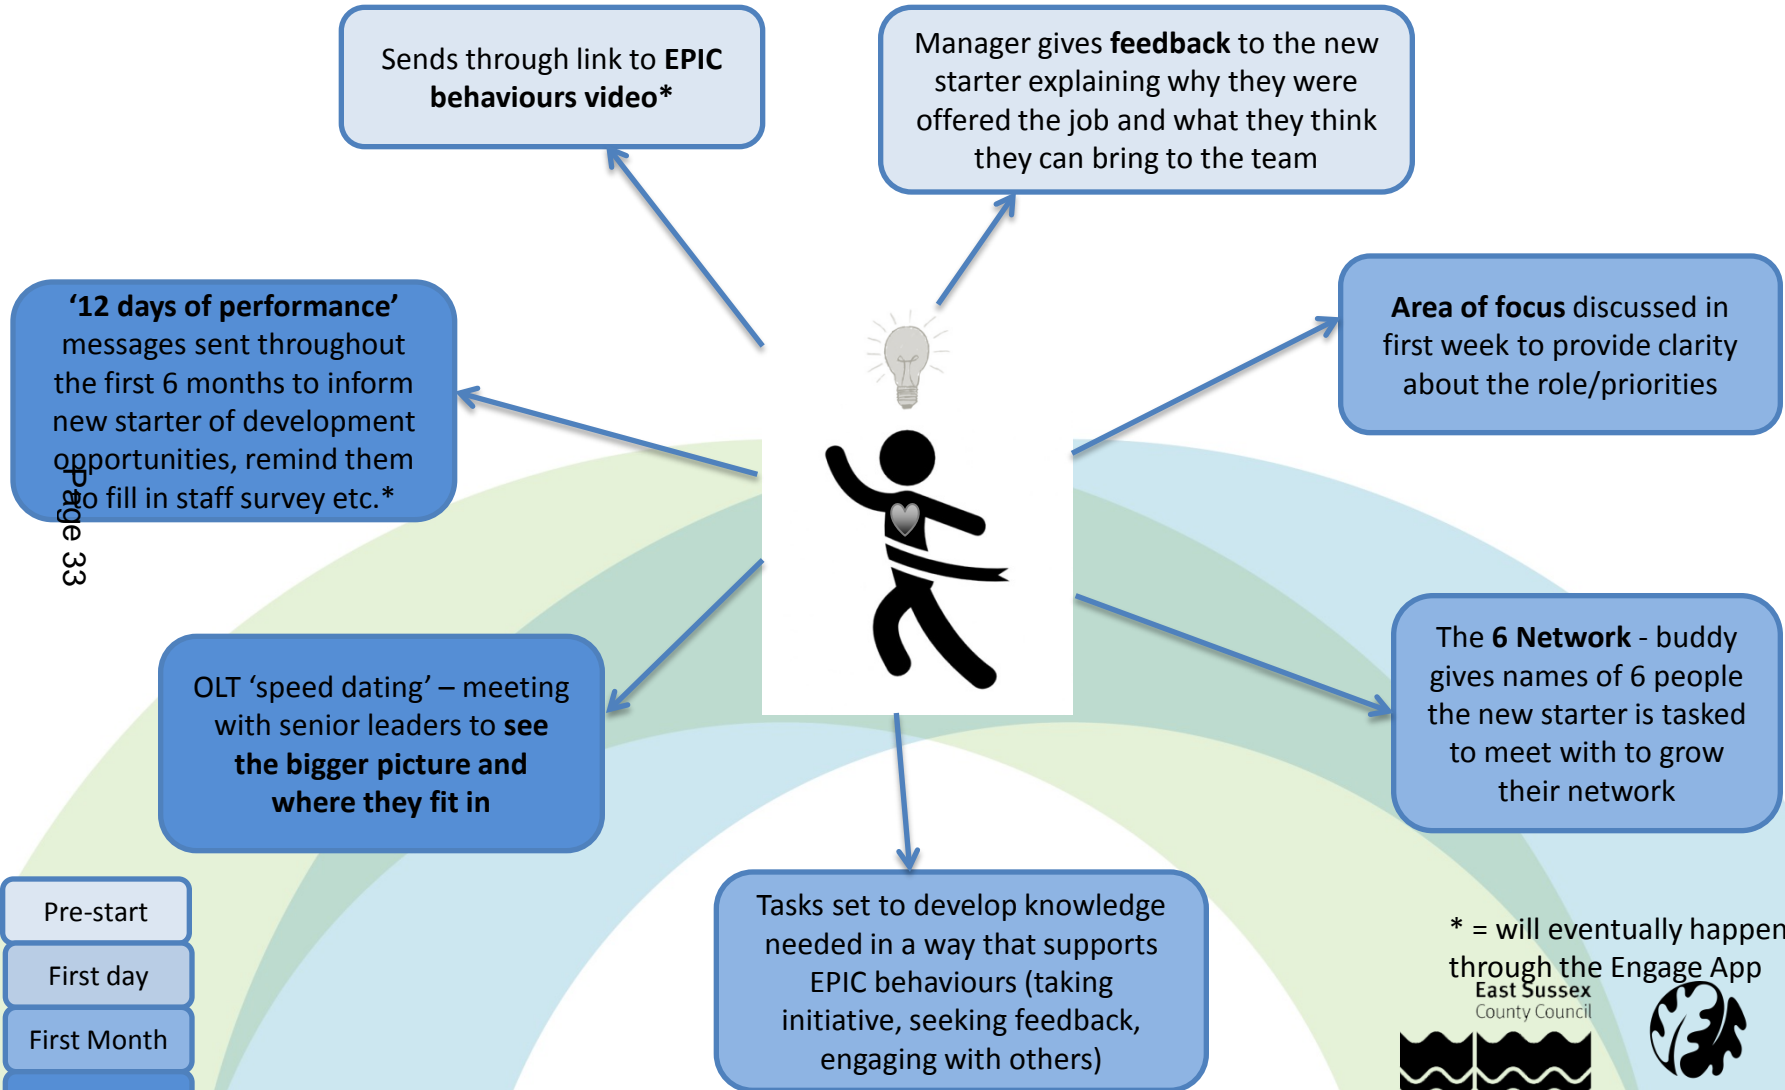 Sends through link to EPIC
behaviours video*
Manager gives feedback to the new
starter explaining why they were
offered the job and what they think
they can bring to the team
'12 days of performance'
messages sent throughout
the first 6 months to inform
new starter of development
opportunities, remind them
to fill in staff survey etc.*
Page 33
Area of focus discussed in
first week to provide clarity
about the role/priorities
OLT 'speed dating' – meeting
with senior leaders to see
the bigger picture and
where they fit in
The 6 Network - buddy
gives names of 6 people
the new starter is tasked
to meet with to grow
their network
Tasks set to develop knowledge
needed in a way that supports
EPIC behaviours (taking
initiative, seeking feedback,
engaging with others)
Pre-start
First day
First Month
* = will eventually happen
through the Engage App
East Sussex
County Council